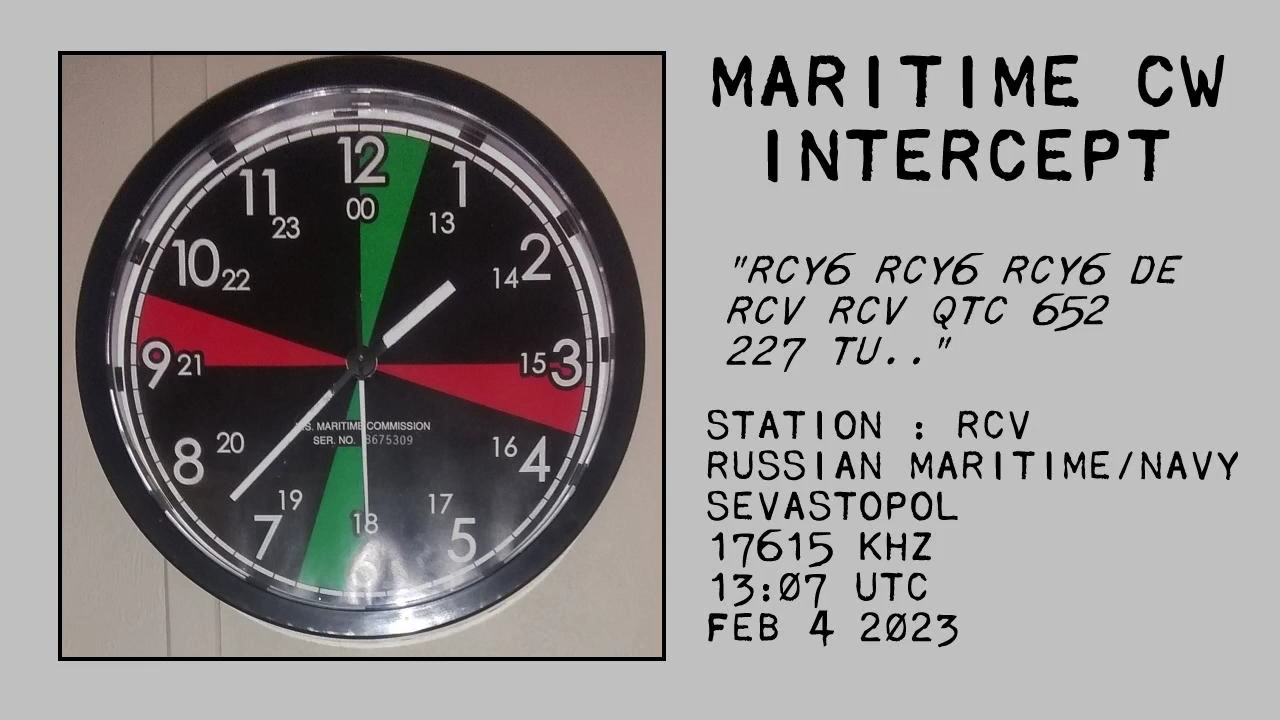 MARITIME CW
INTERCEPT
"RCY6 RCY6 RCY6 DE
RCV RCV QTC 652
227 TU.."
STATION : RCV
RUSSIAN MARITIME/NAVY
SEVASTOPOL
17615 KHZ
13:07 UTC
FEB 4 2023
12
00
1
13
2
14
3
15
4
16
5
17
6
18
7
19
8
20
9
21
10
22
11
23
U.S. MARITIME COMMISSION
SER. NO. 8675309